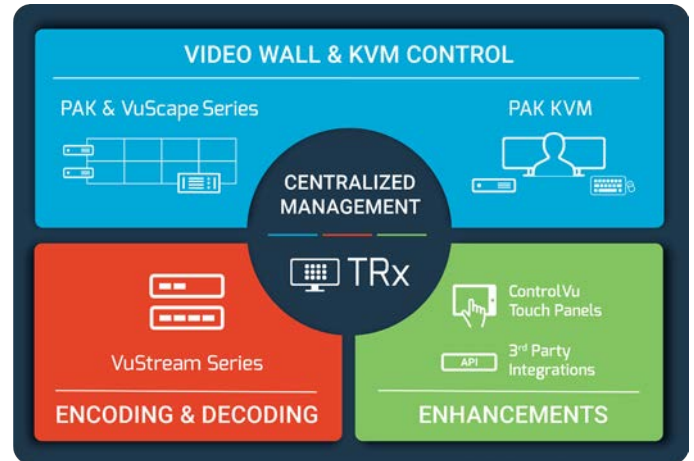 VIDEO WALL & KVM CONTROL
PAK & VuScape Series
PAK KVM
CENTRALIZED
MANAGEMENT
TRx
VuStream Series
ENCODING & DECODING
ControlVu
Touch Panels
API
3rd Party
Integrations
ENHANCEMENTS